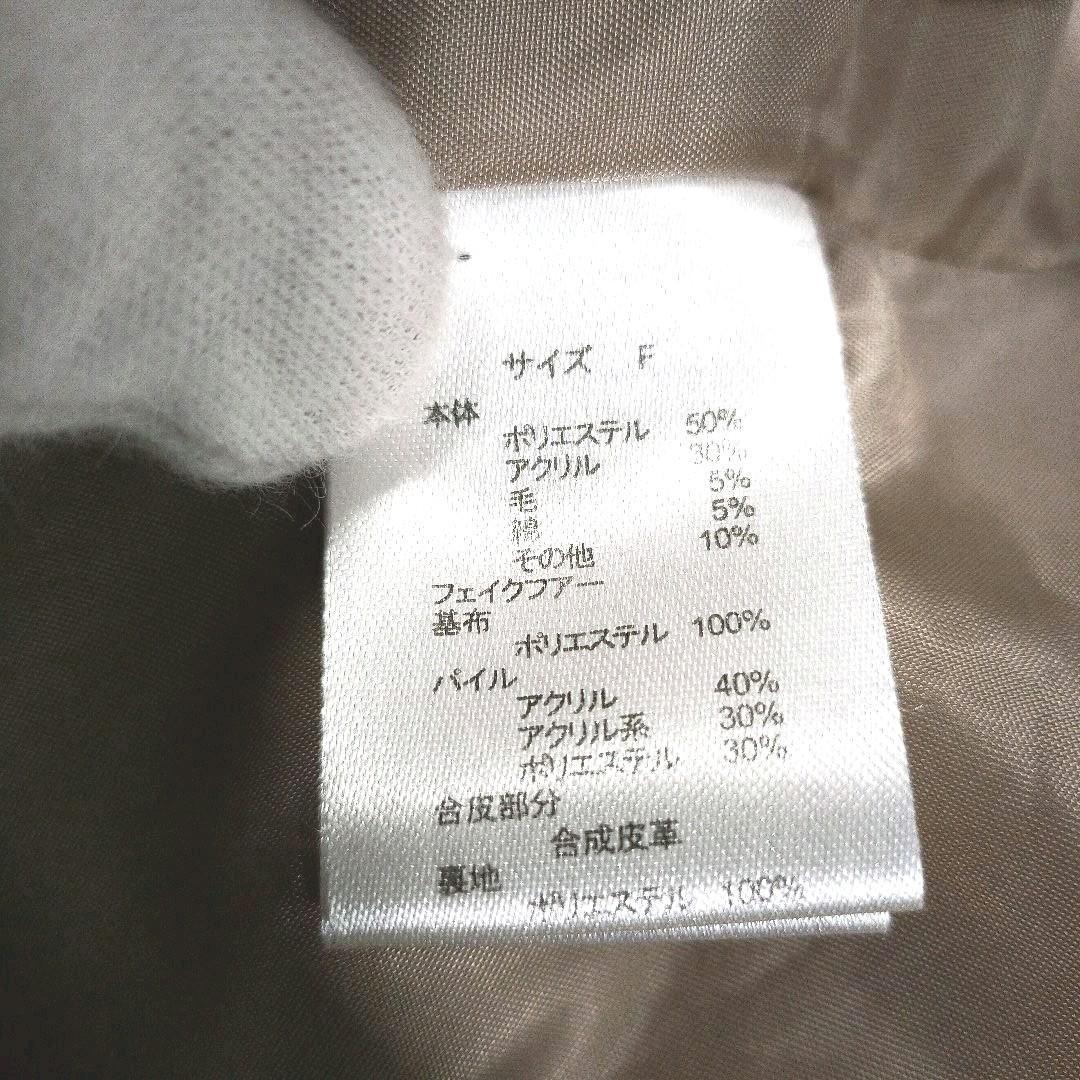 サイズ F
本体
ポリエステル 50%
アクリル 30%
毛 5%
綿 5%
その他 10%
フェイクファー
基布
ポリエステル 100%
パイル
アクリル 40%
アクリル系 30%
ポリエステル 30%
合皮部分
合成皮革
裏地
ポリエステル 100%